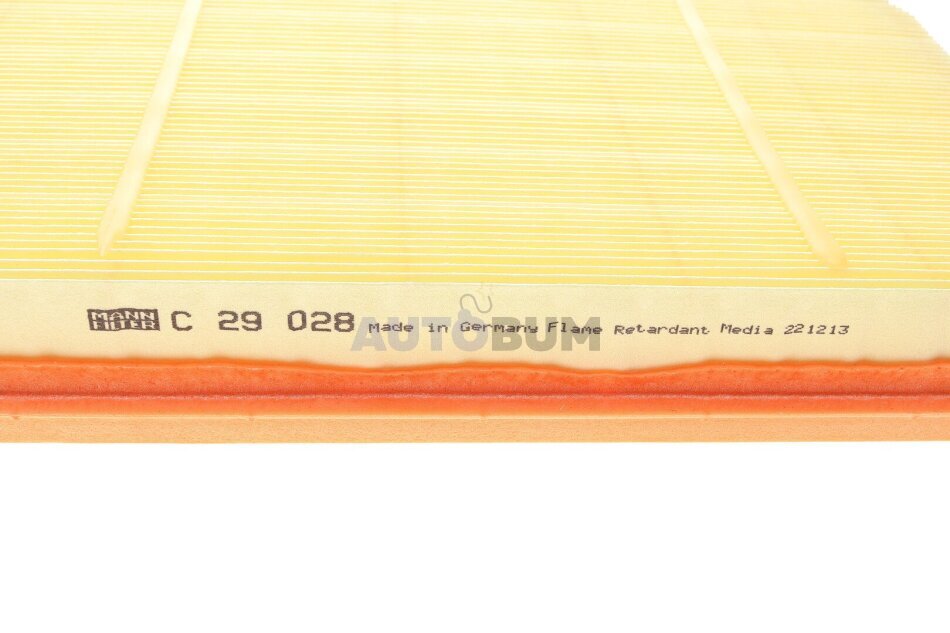 MANN FILTER C 29 028 Made in Germany Flame Retardant Media 221213
AUTOBUM